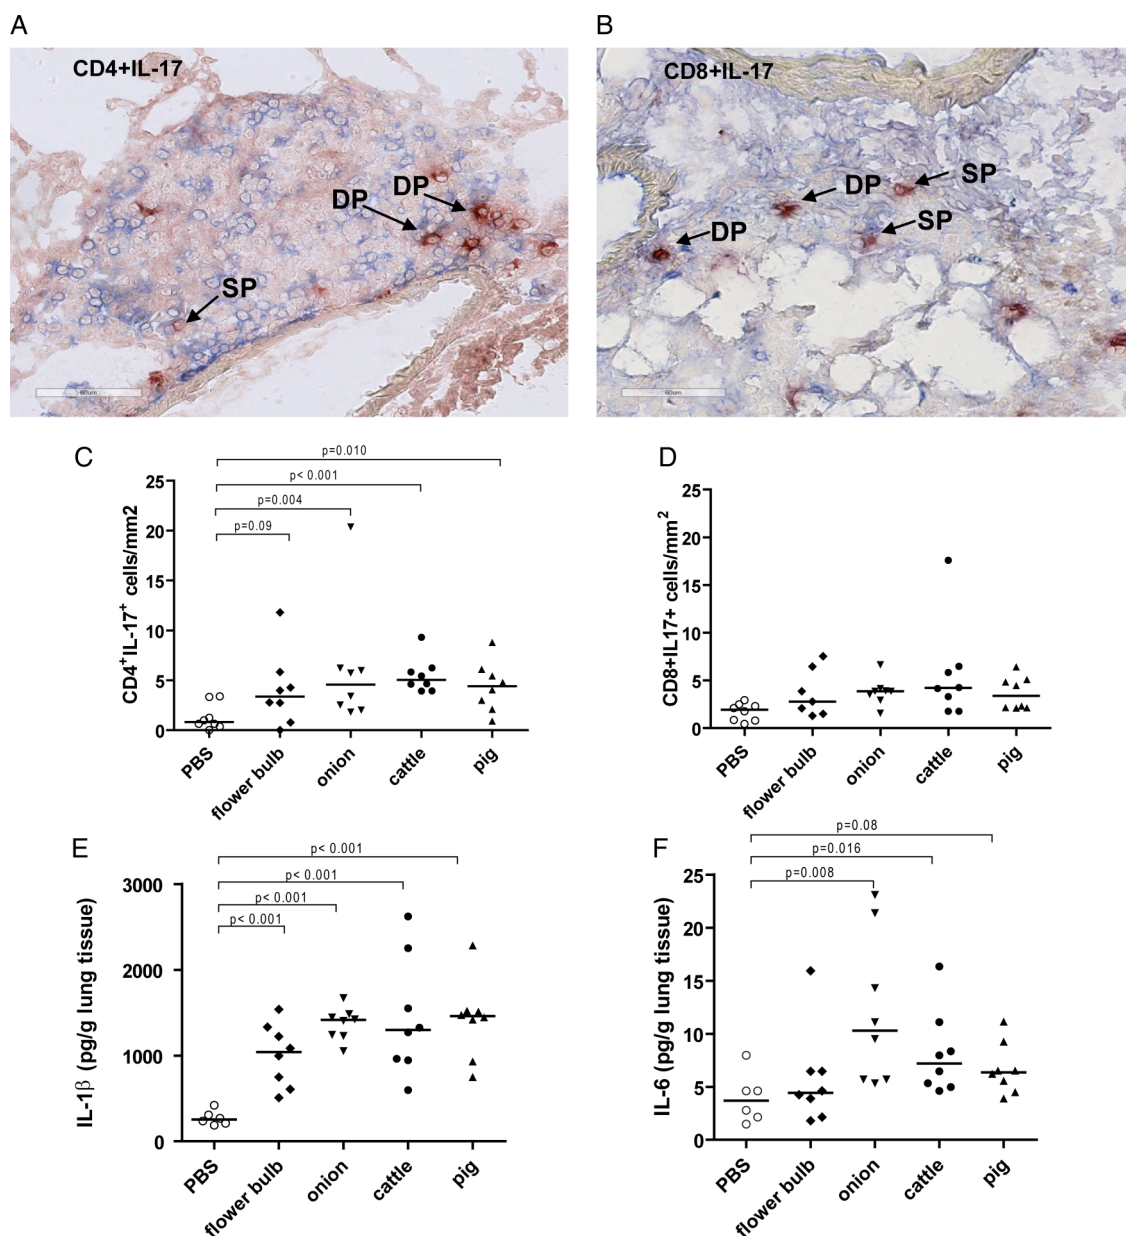 A
B
CD4+IL-17
CD8+IL-17
DP
DP
SP
DP
SP
DP
SP
60um
60um
C
D
p=0.010
p< 0.001
p=0.004
p=0.09
CD4⁺IL-17⁺ cells/mm2
25
20
15
10
5
0
PBS
flower bulb
onion
cattle
pig
CD8+IL17+ cells/mm²
25
20
15
10
5
0
PBS
flower bulb
onion
cattle
pig
E
F
p< 0.001
p< 0.001
p< 0.001
p< 0.001
IL-1β (pg/g lung tissue)
3000
2000
1000
0
PBS
flower bulb
onion
cattle
pig
p=0.08
p=0.016
p=0.008
IL-6 (pg/g lung tissue)
25
20
15
10
5
0
PBS
flower bulb
onion
cattle
pig